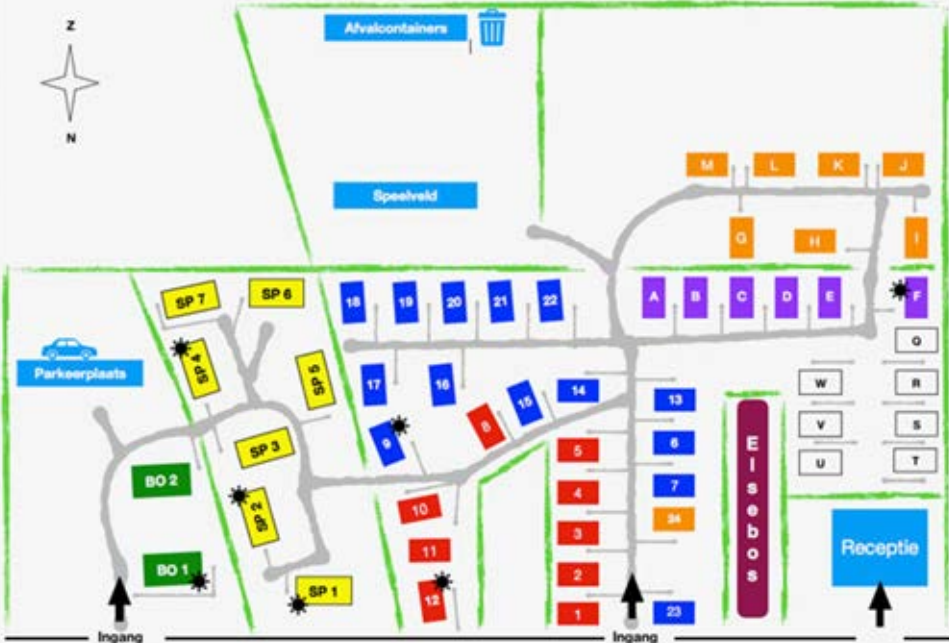 Z
N
Afvalcontainers
Speelveld
M
L
K
J
G
H
I
SP 7
SP 6
18
19
20
21
22
A
B
C
D
E
F
Parkeerplaats
SP 4
SP 5
17
16
15
14
13
Q
W
R
V
S
U
T
9
8
6
5
SP 3
BO 2
SP 2
10
4
7
24
3
11
2
BO 1
SP 1
12
1
23
Elsebos
Receptie
Ingang
Ingang